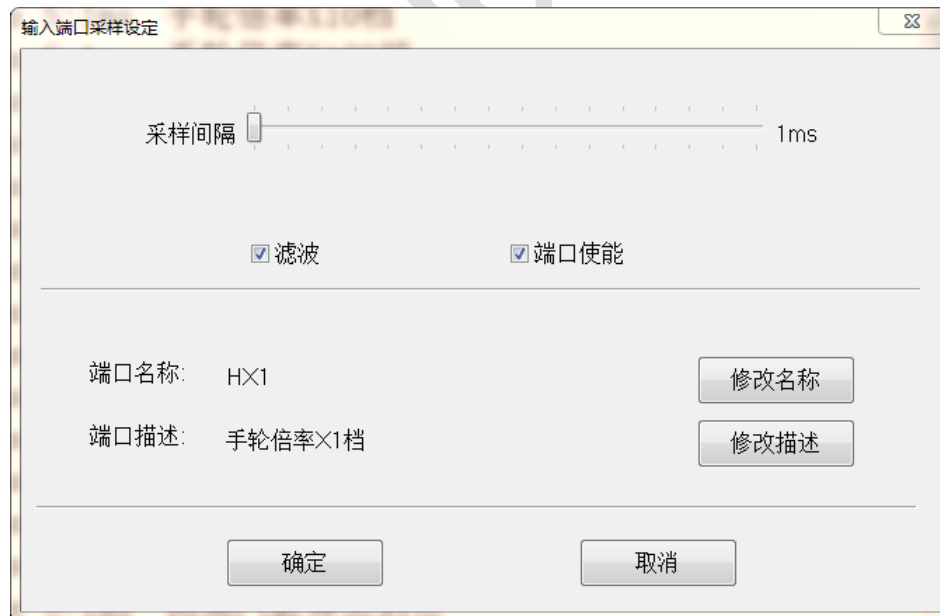 输入端口采样设定
采样间隔 1ms
滤波 端口使能
端口名称: HX1 修改名称
端口描述: 手轮倍率X1档 修改描述
确定 取消